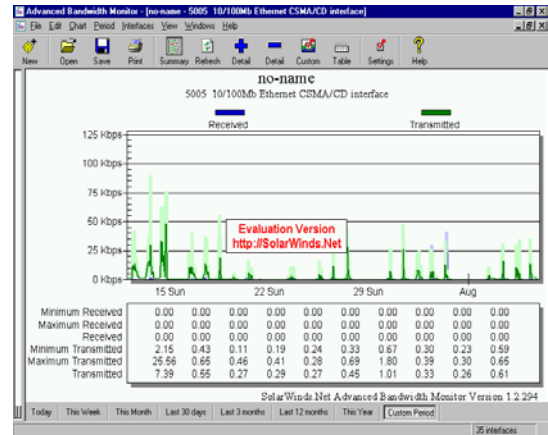 Advanced Bandwidth Monitor - [no-name - 5005 10/100Mb Ethernet CSMA/CD interface]
File Edit Chart Period Interfaces View Windows Help
New Open Save Print Summary Refresh Detail Detail Custom Table Settings Help
no-name
5005 10/100Mb Ethernet CSMA/CD interface
Received Transmitted
125 Kbps
100 Kbps
75 Kbps
50 Kbps
Evaluation Version
http://SolarWinds.Net
25 Kbps
0 Kbps
15 Sun 22 Sun 29 Sun Aug
Minimum Received 0.00 0.00 0.00 0.00 0.00 0.00 0.00 0.00 0.00 0.00
Maximum Received 0.00 0.00 0.00 0.00 0.00 0.00 0.00 0.00 0.00 0.00
Received 0.00 0.00 0.00 0.00 0.00 0.00 0.00 0.00 0.00 0.00
Minimum Transmitted 2.15 0.43 0.11 0.19 0.24 0.33 0.67 0.30 0.23 0.59
Maximum Transmitted 25.56 0.65 0.46 0.41 0.28 0.69 1.80 0.39 0.30 0.65
Transmitted 7.39 0.55 0.27 0.29 0.27 0.45 1.01 0.33 0.26 0.61
SolarWinds.Net Advanced Bandwidth Monitor Version 1.2.294
Today This Week This Month Last 30 days Last 3 months Last 12 months This Year Custom Period
35 interfaces